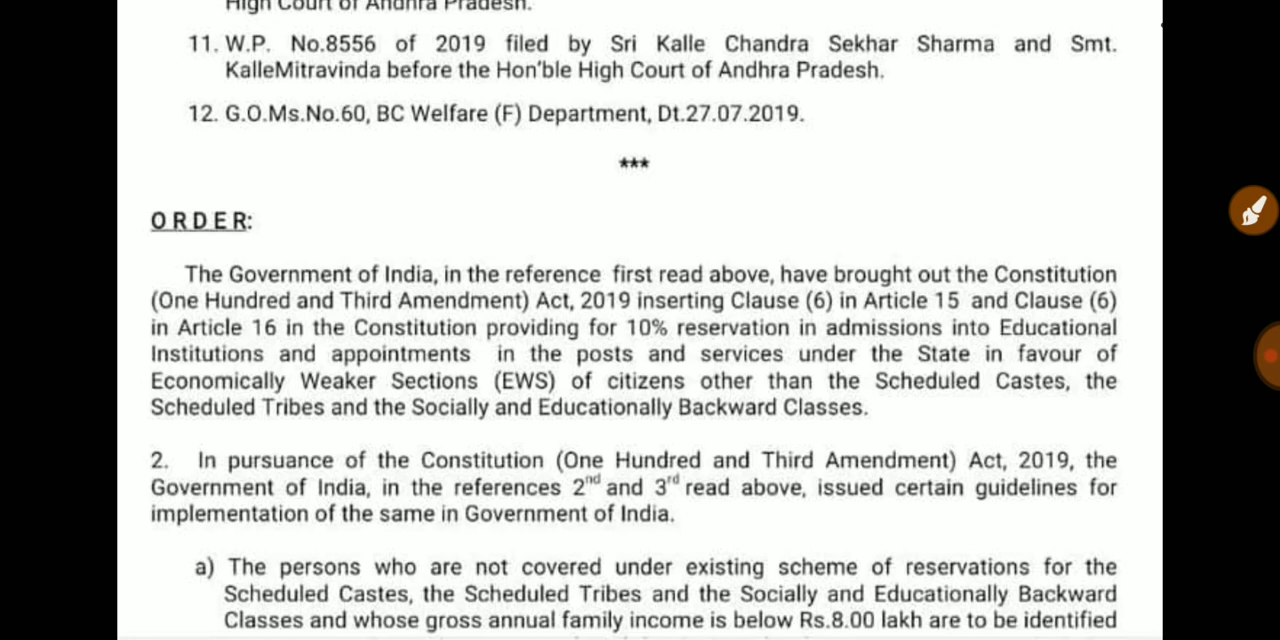 High Court of Andhra Pradesh.
11. W.P. No.8556 of 2019 filed by Sri Kalle Chandra Sekhar Sharma and Smt.
KalleMitravinda before the Hon'ble High Court of Andhra Pradesh.
12. G.O.Ms.No.60, BC Welfare (F) Department, Dt.27.07.2019.
***
O R D E R:
The Government of India, in the reference first read above, have brought out the Constitution
(One Hundred and Third Amendment) Act, 2019 inserting Clause (6) in Article 15 and Clause (6)
in Article 16 in the Constitution providing for 10% reservation in admissions into Educational
Institutions and appointments in the posts and services under the State in favour of
Economically Weaker Sections (EWS) of citizens other than the Scheduled Castes, the
Scheduled Tribes and the Socially and Educationally Backward Classes.
2. In pursuance of the Constitution (One Hundred and Third Amendment) Act, 2019, the
Government of India, in the references 2nd and 3rd read above, issued certain guidelines for
implementation of the same in Government of India.
a) The persons who are not covered under existing scheme of reservations for the
Scheduled Castes, the Scheduled Tribes and the Socially and Educationally Backward
Classes and whose gross annual family income is below Rs.8.00 lakh are to be identified